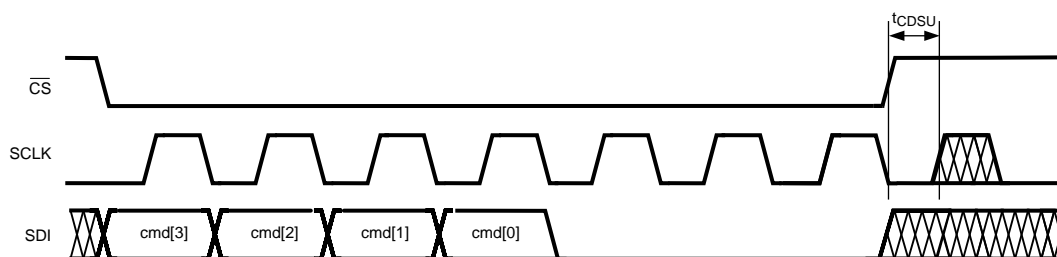 tCDSU
CS
SCLK
SDI
cmd[3] cmd[2] cmd[1] cmd[0]